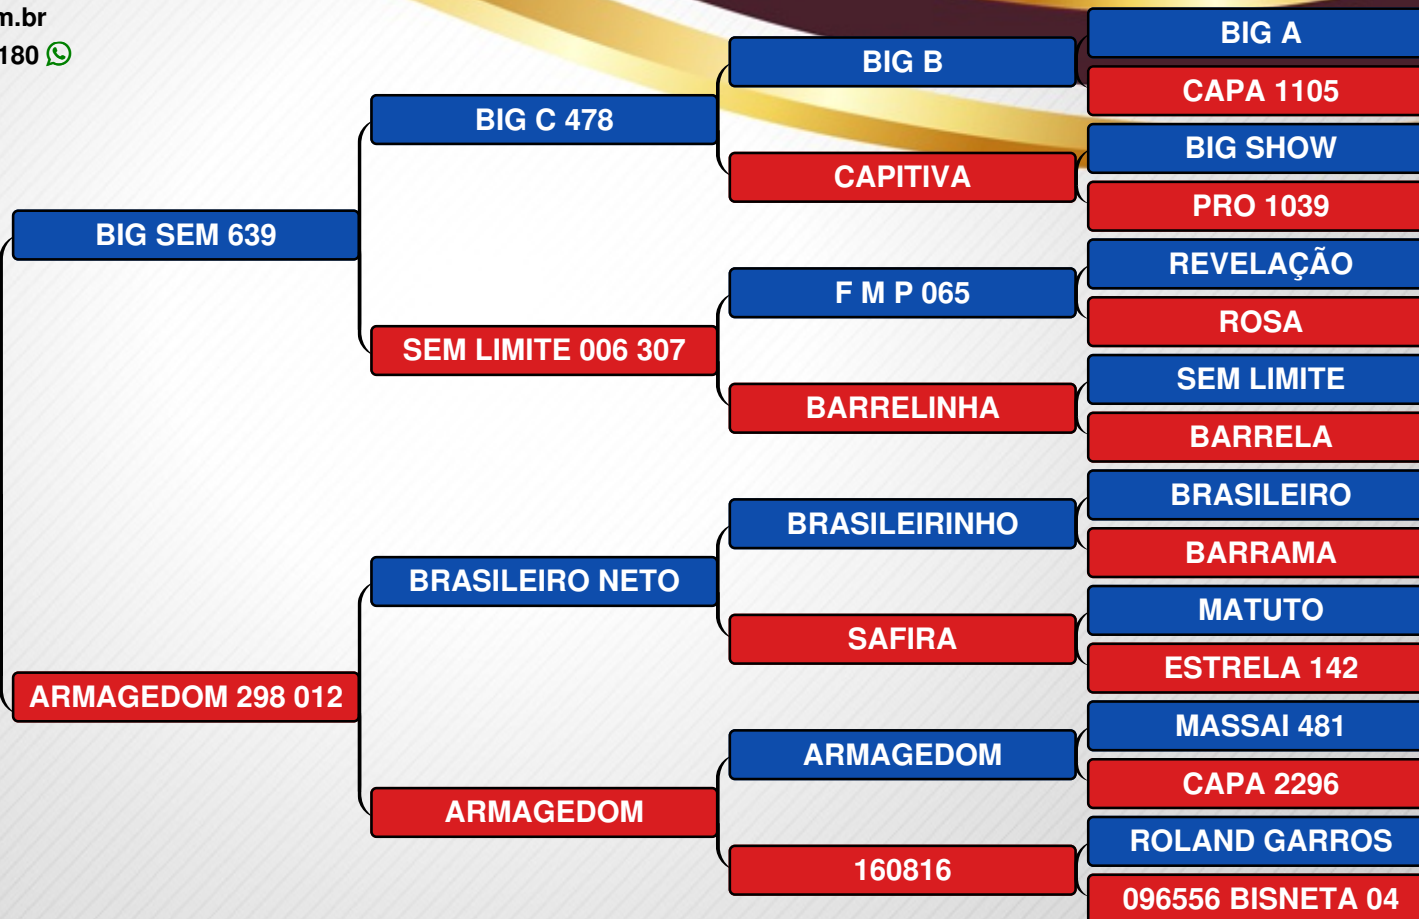 m.br
180
BIG SEM 639
ARMAGEDOM 298 012
BIG C 478
SEM LIMITE 006 307
BRASILEIRO NETO
ARMAGEDOM
BIG B
CAPITIVA
F M P 065
BARRELINHA
BRASILEIRINHO
SAFIRA
ARMAGEDOM
160816
BIG A
CAPA 1105
BIG SHOW
PRO 1039
REVELAÇÃO
ROSA
SEM LIMITE
BARRELA
BRASILEIRO
BARRAMA
MATUTO
ESTRELA 142
MASSAI 481
CAPA 2296
ROLAND GARROS
096556 BISNETA 04